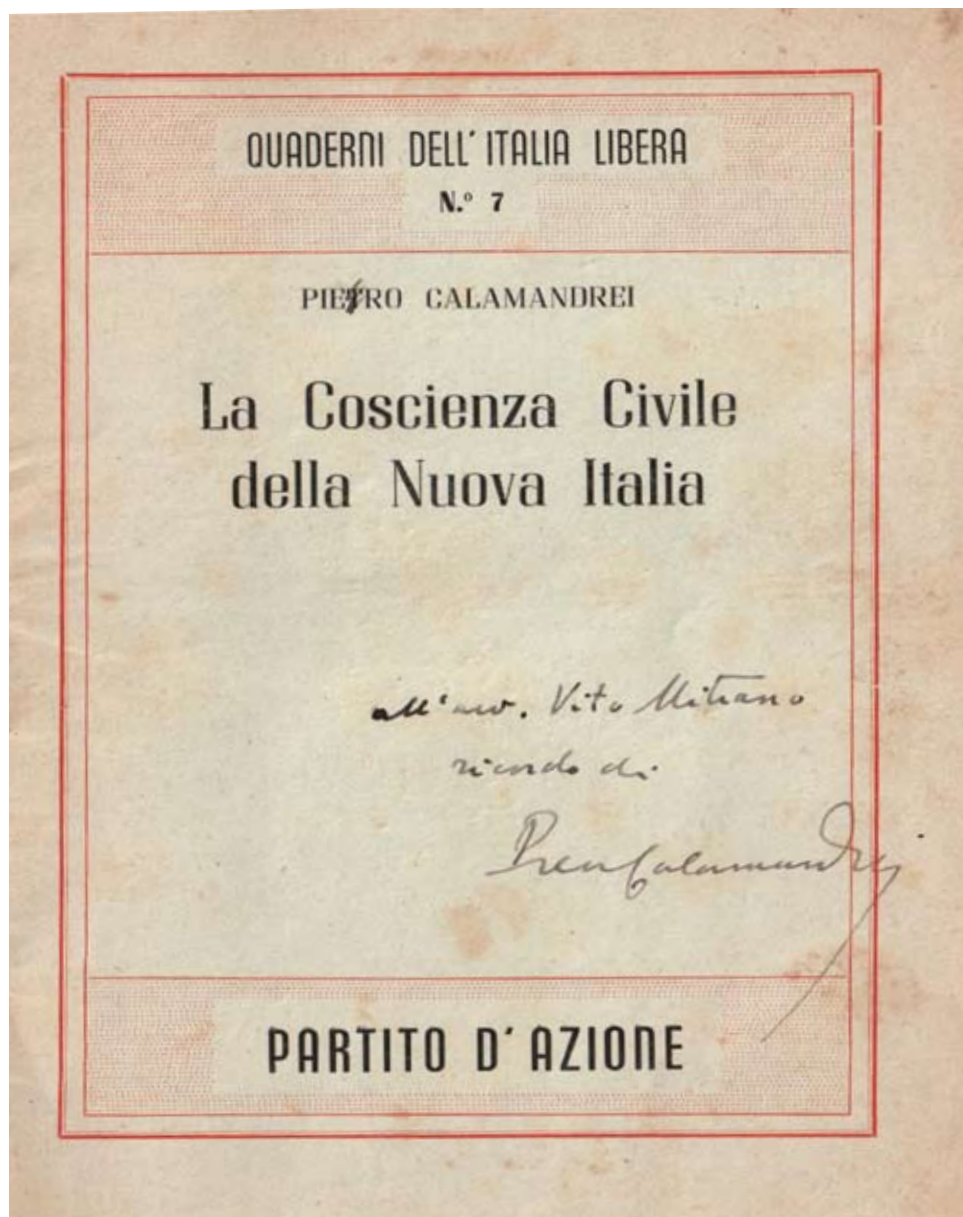 QUADERNI DELL' ITALIA LIBERA
N.º 7
PIETRO CALAMANDREI
La Coscienza Civile
della Nuova Italia
all'avv. Vito Mitrano
ricordo di
Piero Calamandrei
PARTITO D' AZIONE